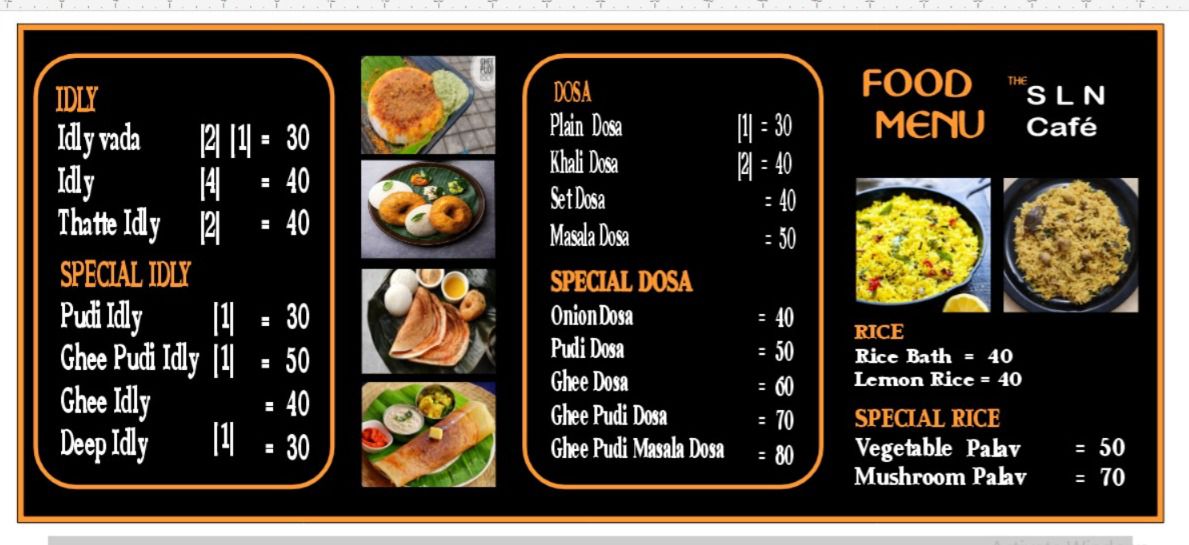 IDLY
Idly vada |2| |1| = 30
Idly |4| = 40
Thatte Idly |2| = 40
SPECIAL IDLY
Pudi Idly |1| = 30
Ghee Pudi Idly |1| = 50
Ghee Idly = 40
Deep Idly |1| = 30
GHEE
PUDI
IDLY
DOSA
Plain Dosa |1| = 30
Khali Dosa |2| = 40
Set Dosa = 40
Masala Dosa = 50
SPECIAL DOSA
Onion Dosa = 40
Pudi Dosa = 50
Ghee Dosa = 60
Ghee Pudi Dosa = 70
Ghee Pudi Masala Dosa = 80
FOOD
MENU
THE S L N
Café
RICE
Rice Bath = 40
Lemon Rice = 40
SPECIAL RICE
Vegetable Palav = 50
Mushroom Palav = 70